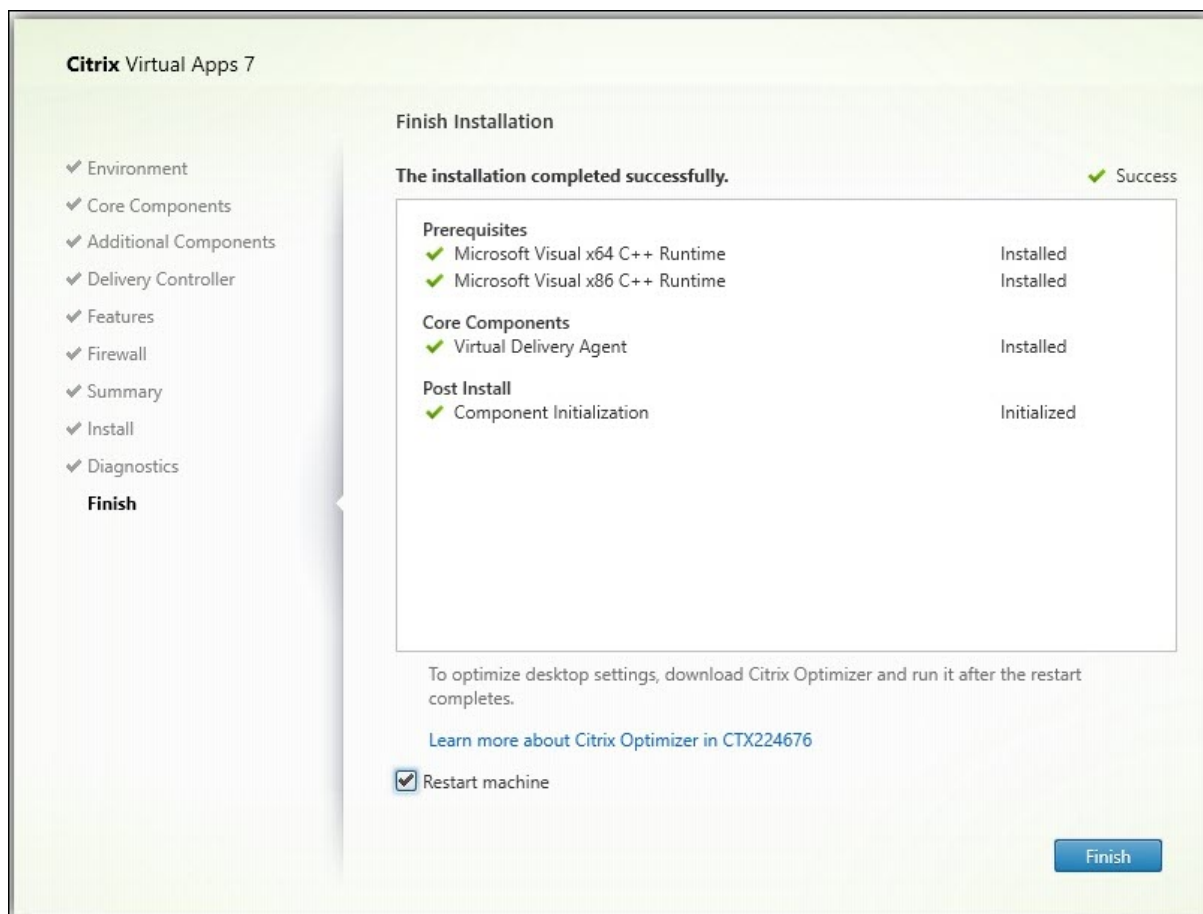 Citrix Virtual Apps 7
Environment
Core Components
Additional Components
Delivery Controller
Features
Firewall
Summary
Install
Diagnostics
Finish
Finish Installation
The installation completed successfully.
Success
Prerequisites
Microsoft Visual x64 C++ Runtime Installed
Microsoft Visual x86 C++ Runtime Installed
Core Components
Virtual Delivery Agent Installed
Post Install
Component Initialization Initialized
To optimize desktop settings, download Citrix Optimizer and run it after the restart
completes.
Learn more about Citrix Optimizer in CTX224676
Restart machine
Finish